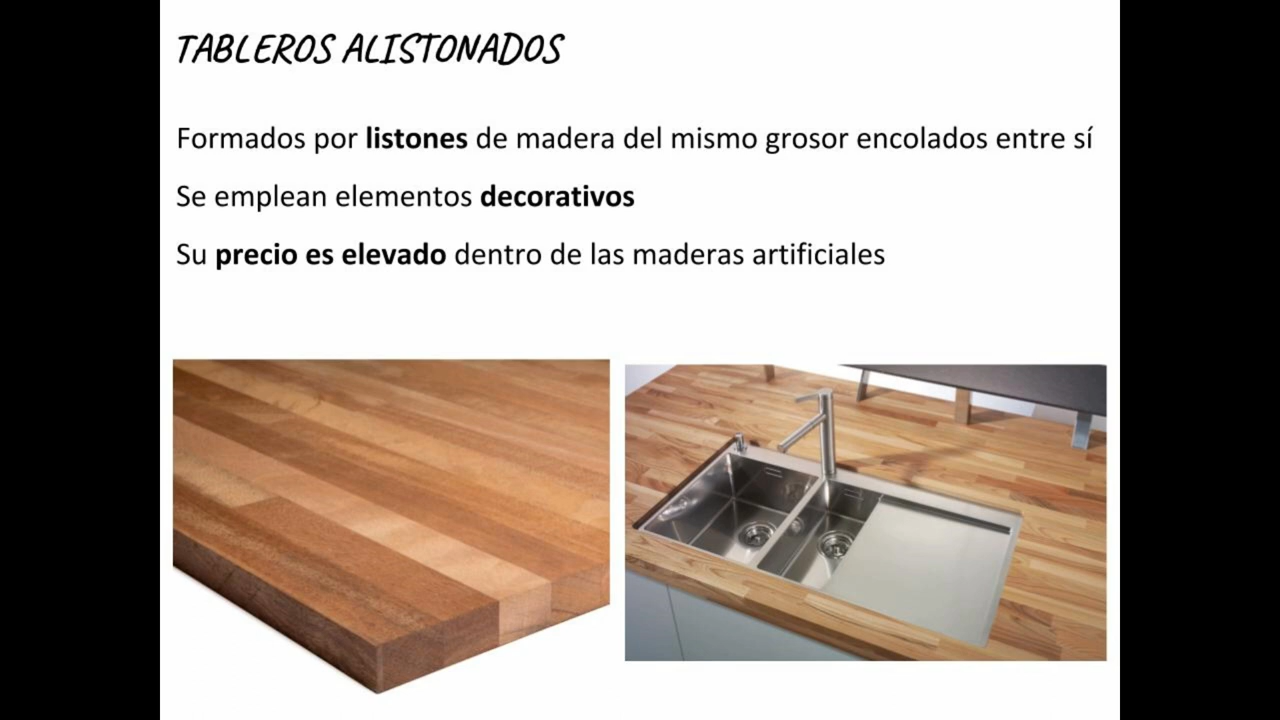 TABLEROS ALISTONADOS
Formados por listones de madera del mismo grosor encolados entre sí
Se emplean elementos decorativos
Su precio es elevado dentro de las maderas artificiales